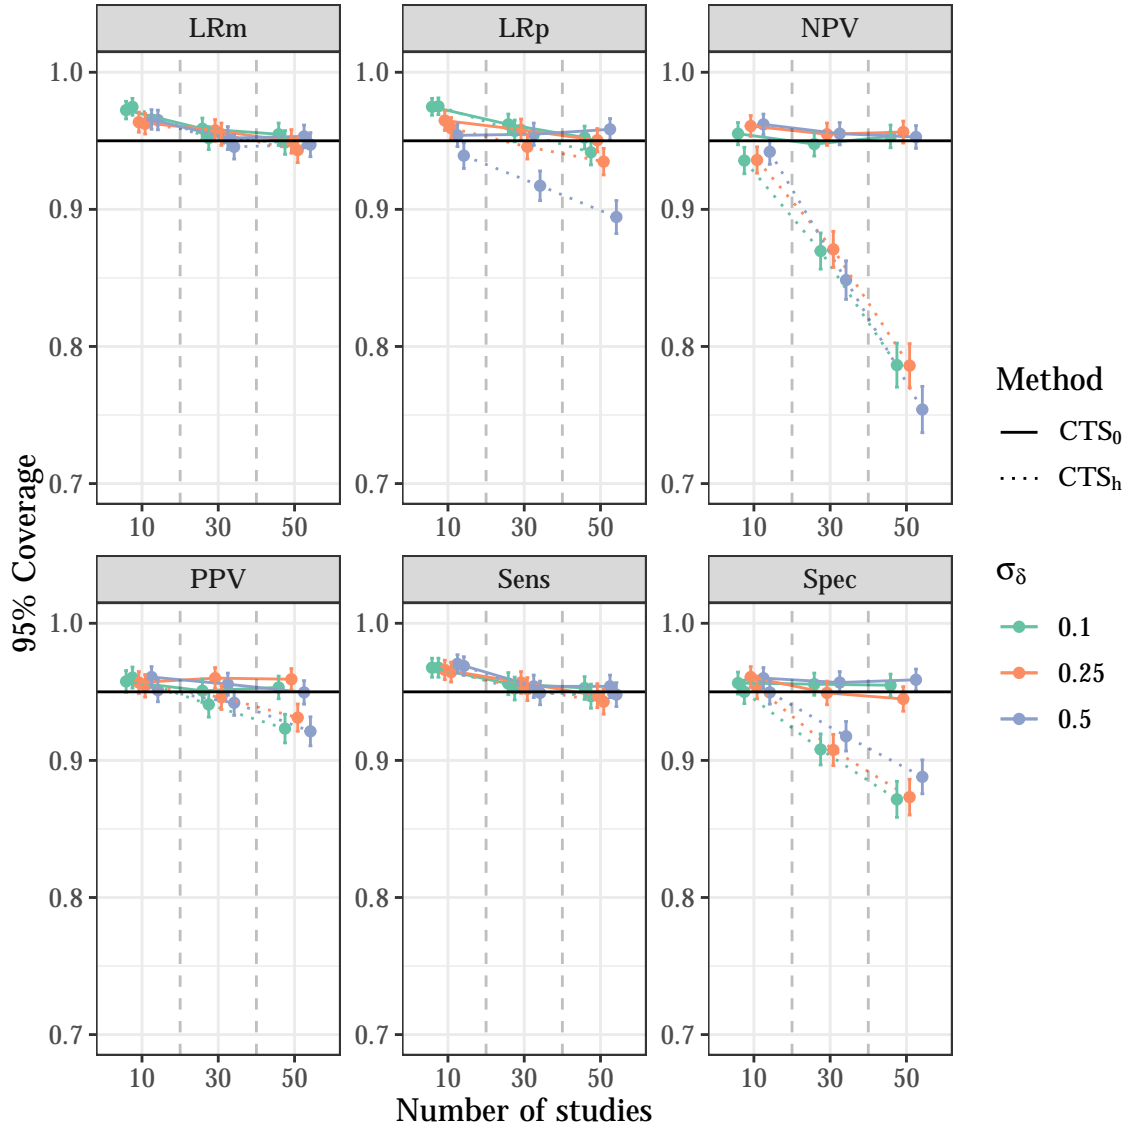 LRm LRp NPV
1.0 1.0 1.0
0.9 0.9 0.9
0.8 0.8 0.8
0.7 0.7 0.7
10 30 50 10 30 50 10 30 50
PPV Sens Spec
1.0 1.0 1.0
0.9 0.9 0.9
0.8 0.8 0.8
0.7 0.7 0.7
10 30 50 10 30 50 10 30 50
95% Coverage
Number of studies
Method
CTS₀
CTSₕ
σ_δ
0.1
0.25
0.5